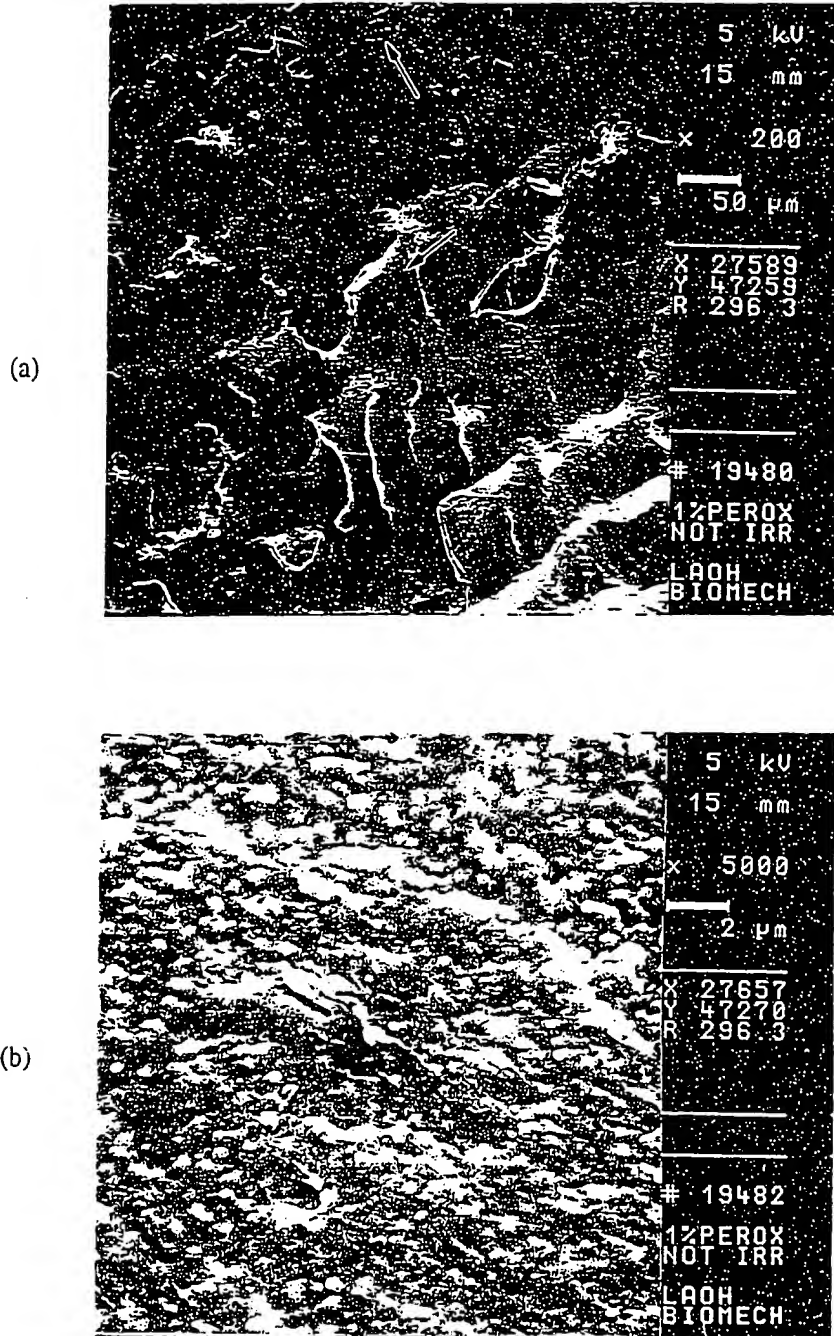 5 kV
15 mm
x 200
50 µm
X 27589
Y 47259
R 296.3
# 19480
1%PEROX
NOT IRR
LAOH
BIOMECH
(a)
5 kV
15 mm
x 5000
2 µm
X 27657
Y 47270
R 296.3
# 19482
1%PEROX
NOT IRR
LAOH
BIOMECH
(b)